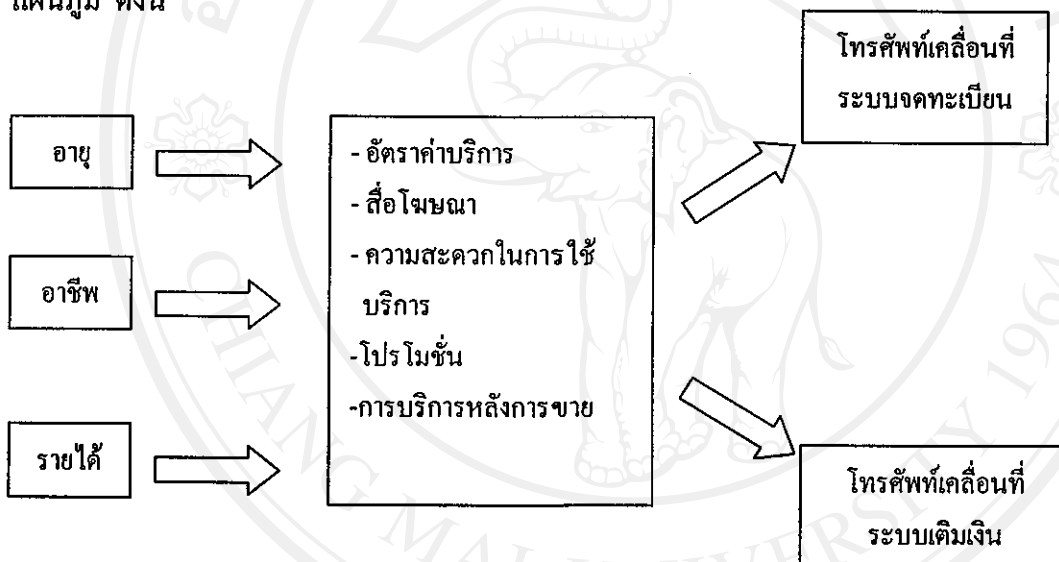 แผนภูมิ ดังนี้
อายุ
อาชีพ
รายได้
- อัตราค่าบริการ
- สื่อโฆษณา
- ความสะดวกในการใช้
บริการ
-โปรโมชั่น
-การบริการหลังการขาย
โทรศัพท์เคลื่อนที่
ระบบจดทะเบียน
โทรศัพท์เคลื่อนที่
ระบบเติมเงิน
CHIANG MAI UNIVERSITY 1964